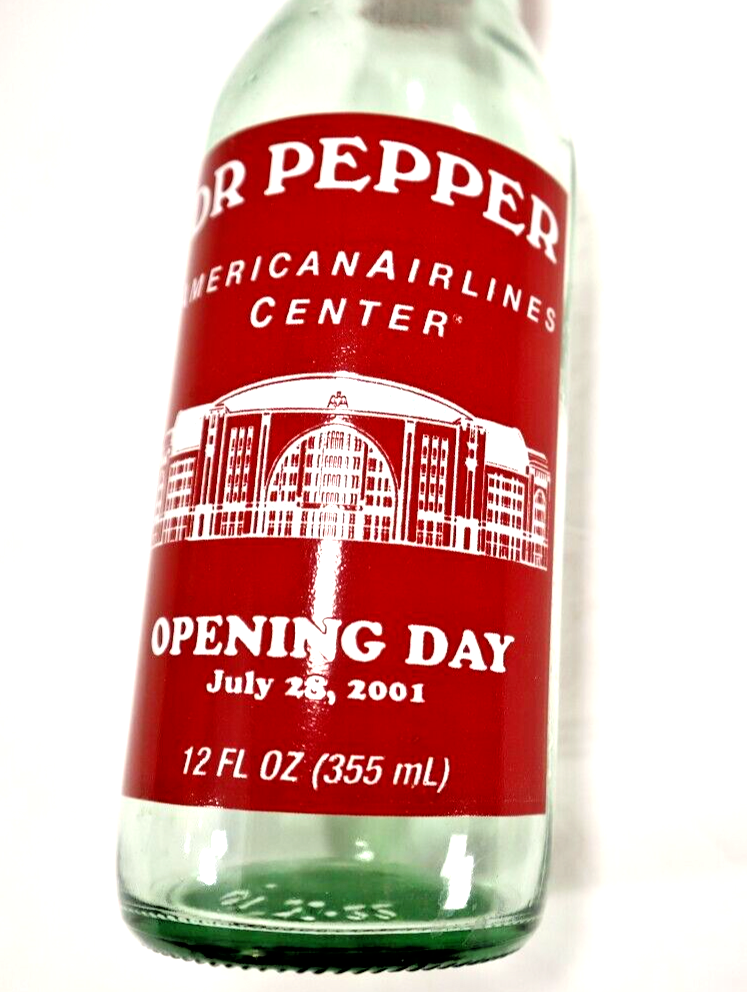 DR PEPPER
AMERICANAIRLINES
CENTER
OPENING DAY
July 28, 2001
12 FL OZ (355 mL)